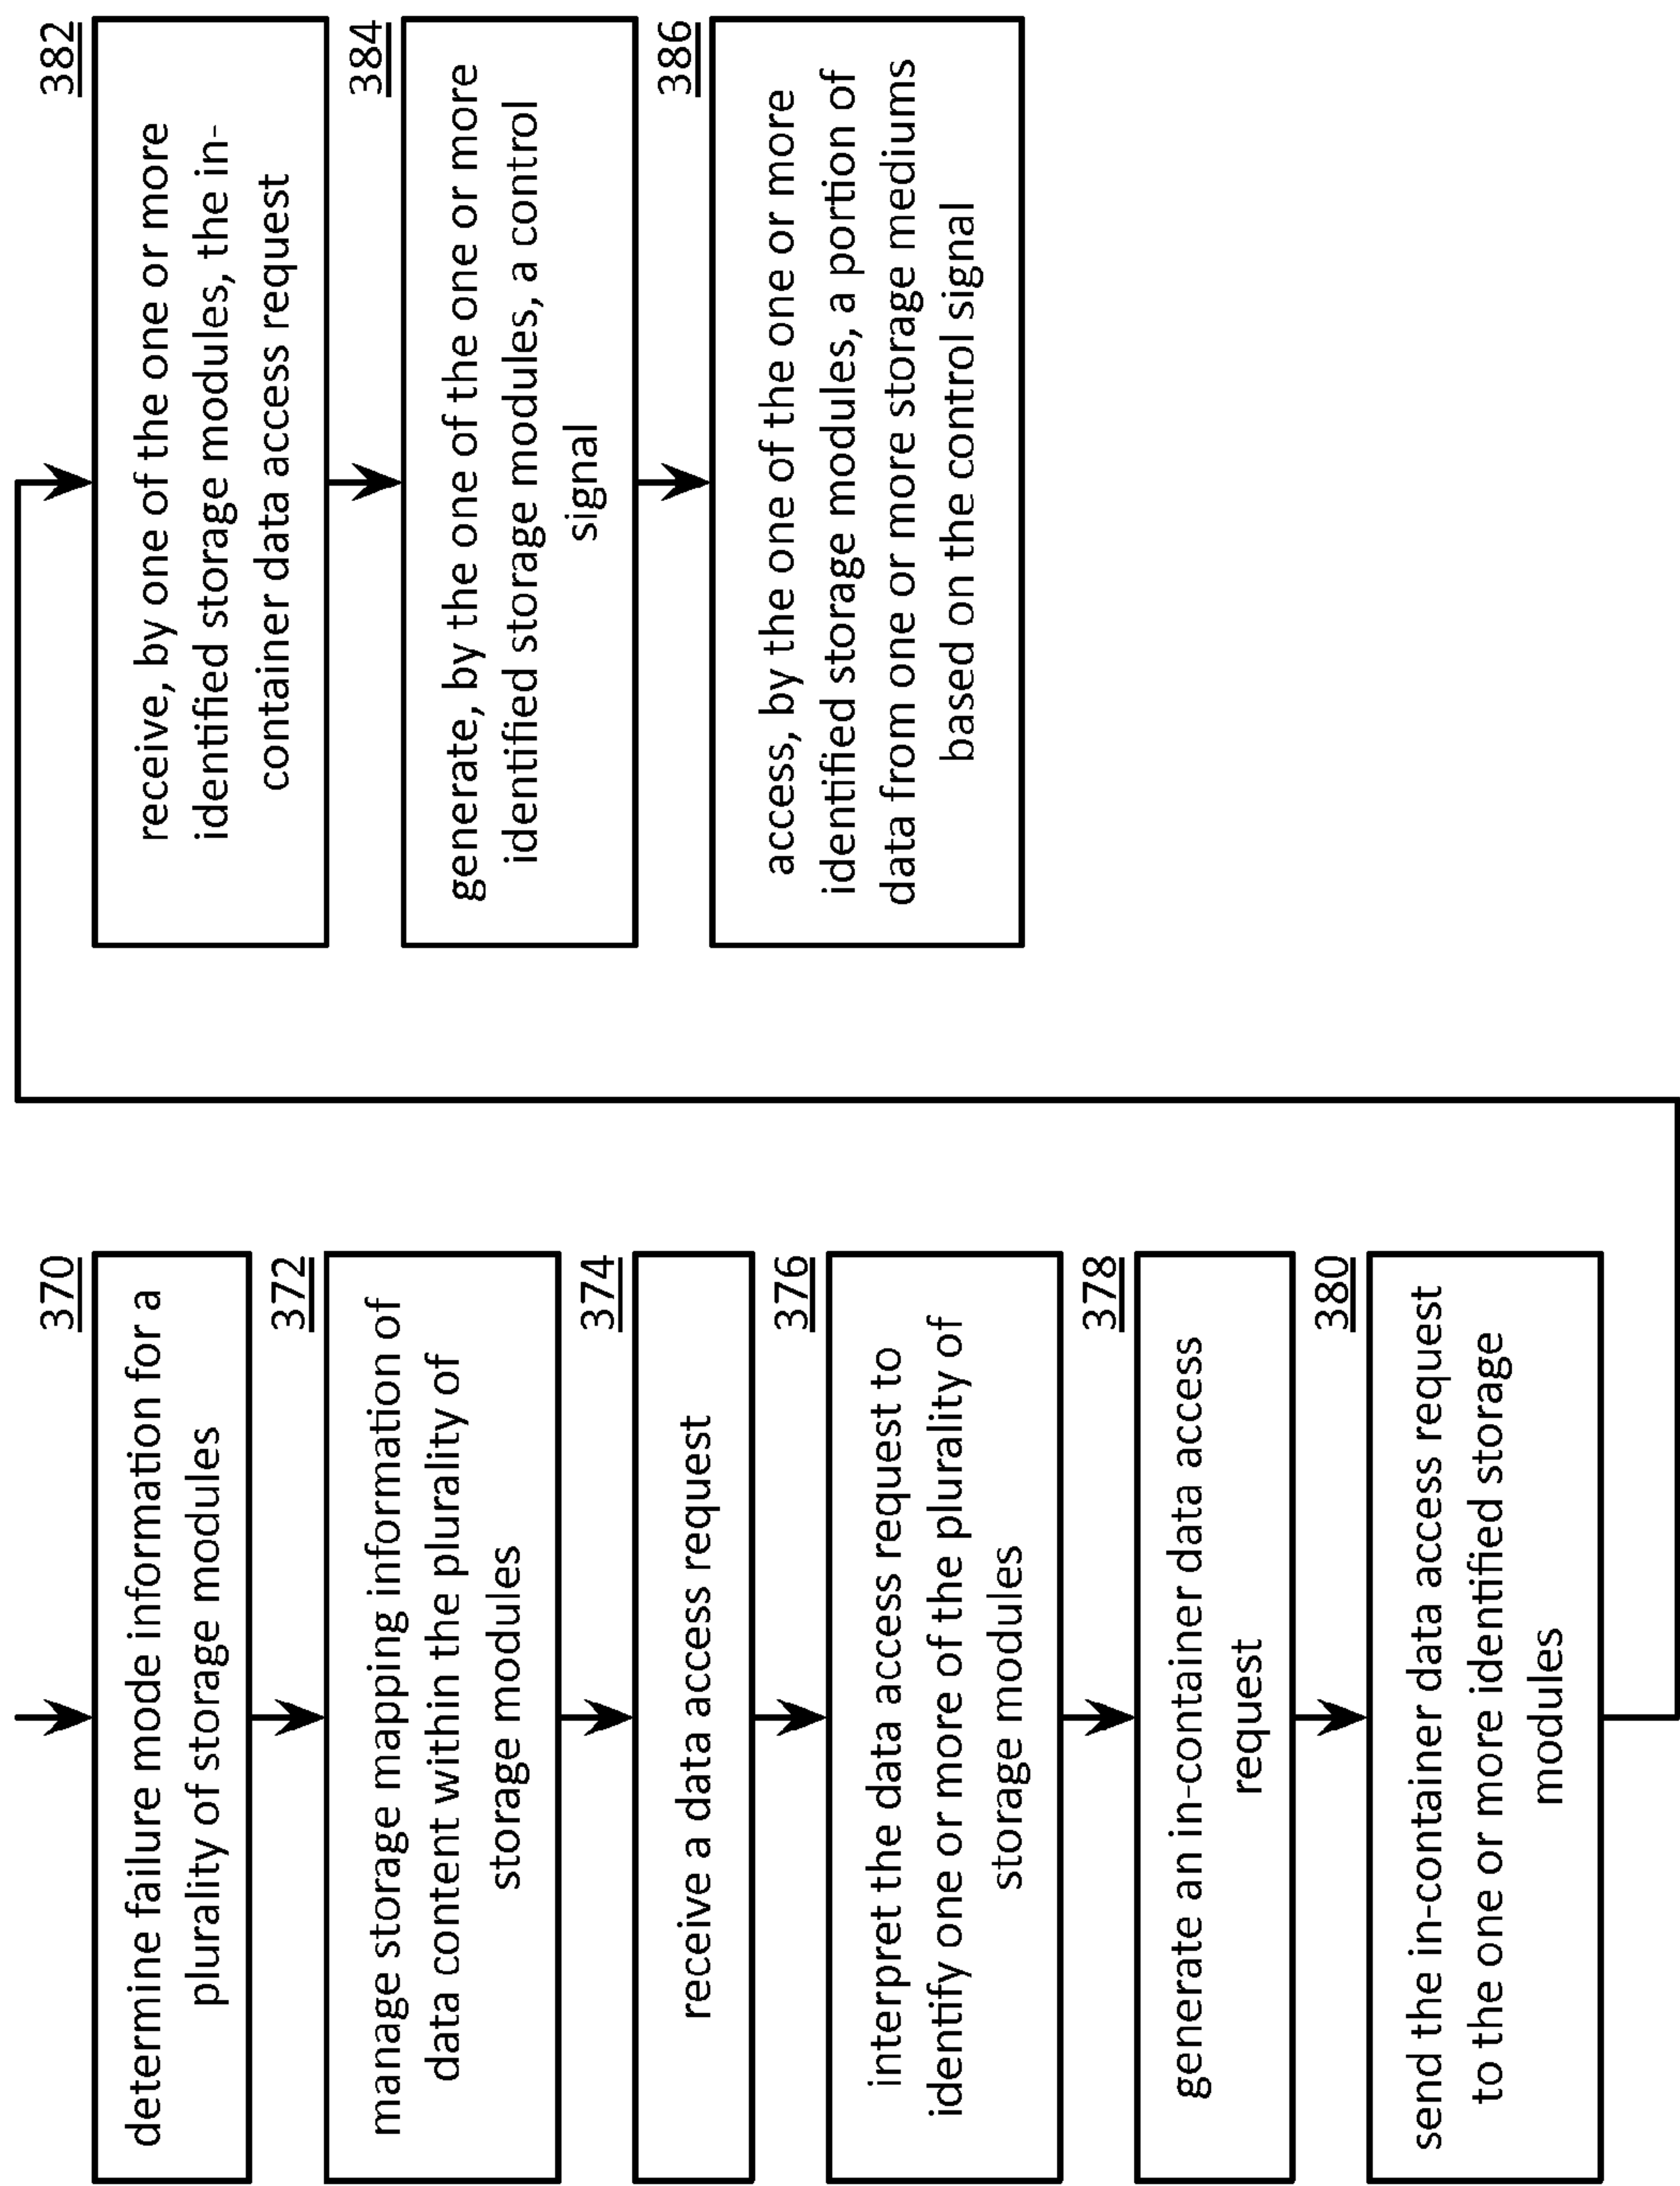 370
determine failure mode information for a
plurality of storage modules
372
manage storage mapping information of
data content within the plurality of
storage modules
374
receive a data access request
376
interpret the data access request to
identify one or more of the plurality of
storage modules
378
generate an in-container data access
request
380
send the in-container data access request
to the one or more identified storage
modules
382
receive, by one of the one or more
identified storage modules, the in-
container data access request
384
generate, by the one of the one or more
identified storage modules, a control
signal
386
access, by the one of the one or more
identified storage modules, a portion of
data from one or more storage mediums
based on the control signal